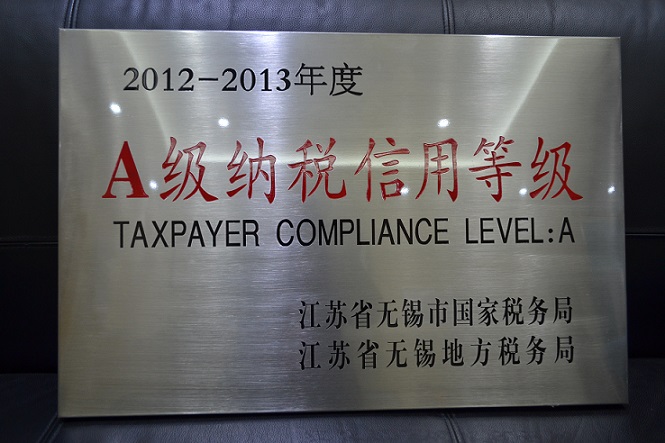 2012-2013年度
A级纳税信用等级
TAXPAYER COMPLIANCE LEVEL:A
江苏省无锡市国家税务局
江苏省无锡地方税务局